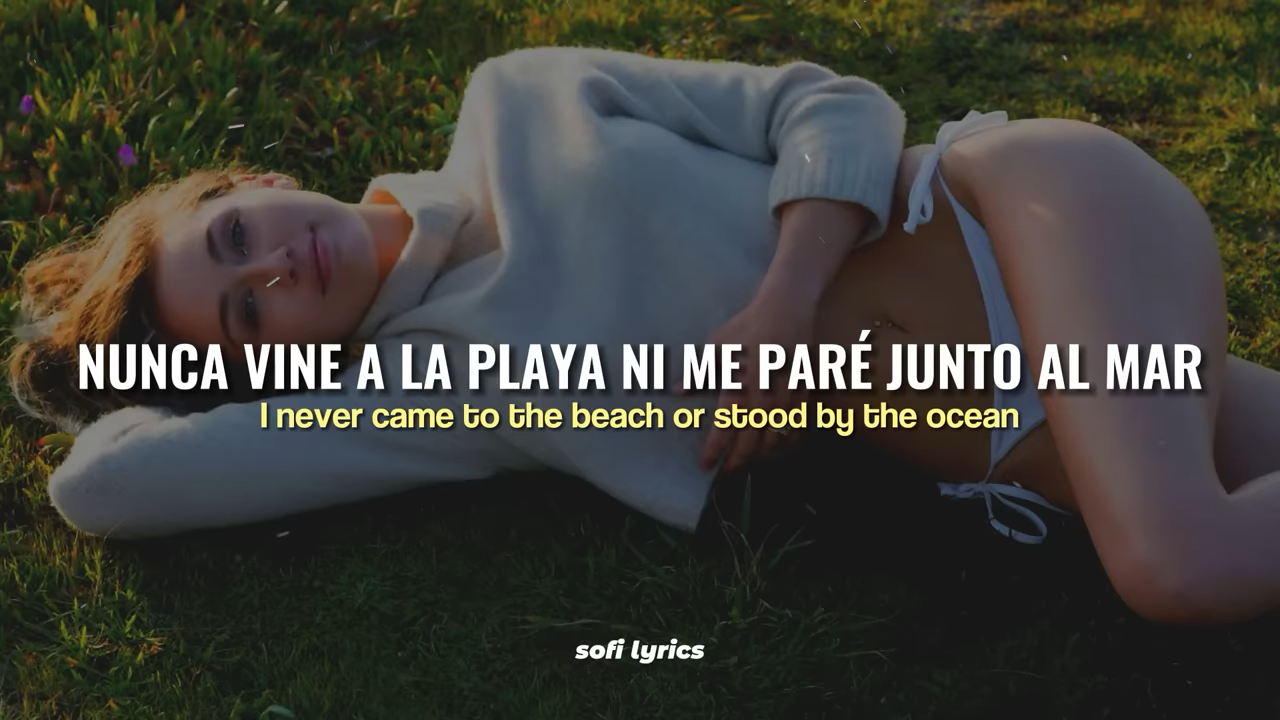 NUNCA VINE A LA PLAYA NI ME PARÉ JUNTO AL MAR
I never came to the beach or stood by the ocean
sofi lyrics